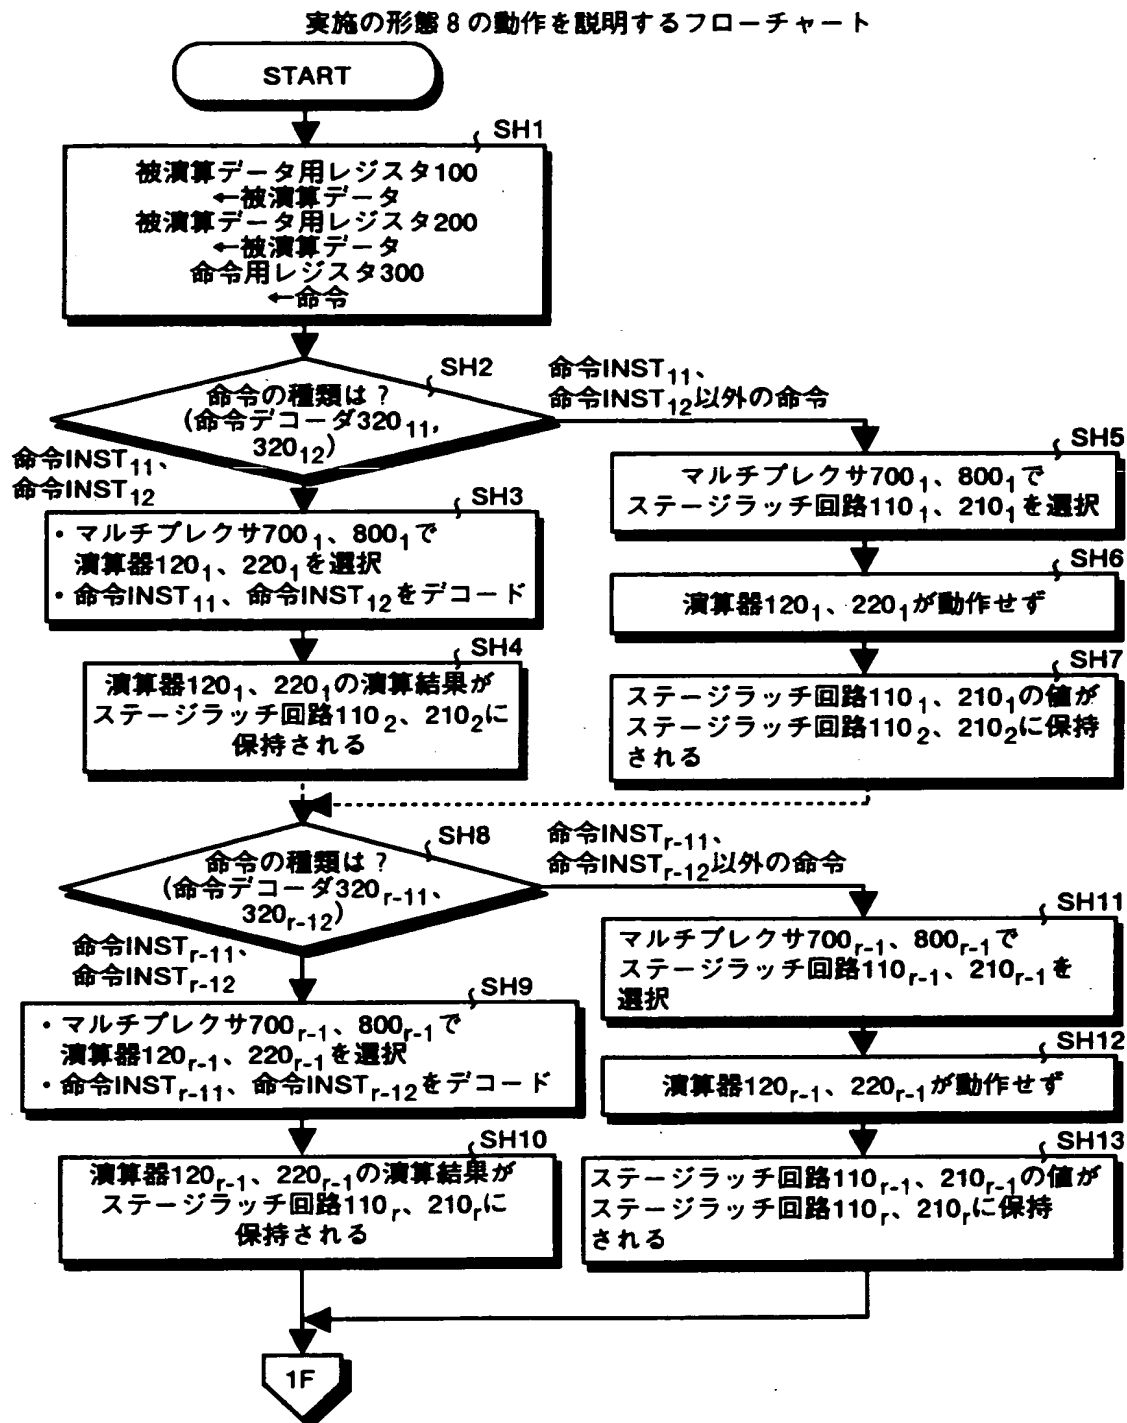 実施の形態8の動作を説明するフローチャート
START
SH1
被演算データ用レジスタ100
←被演算データ
被演算データ用レジスタ200
←被演算データ
命令用レジスタ300
←命令
SH2
命令の種類は?
(命令デコーダ320₁₁,
320₁₂)
命令INST₁₁、
命令INST₁₂以外の命令
命令INST₁₁、
命令INST₁₂
SH3
・マルチプレクサ700₁、800₁で
演算器120₁、220₁を選択
・命令INST₁₁、命令INST₁₂をデコード
SH4
演算器120₁、220₁の演算結果が
ステージラッチ回路110₂、210₂に
保持される
SH5
マルチプレクサ700₁、800₁で
ステージラッチ回路110₁、210₁を選択
SH6
演算器120₁、220₁が動作せず
SH7
ステージラッチ回路110₁、210₁の値が
ステージラッチ回路110₂、210₂に保持
される
SH8
命令の種類は?
(命令デコーダ320r-11、
320r-12)
命令INSTr-11、
命令INSTr-12以外の命令
命令INSTr-11、
命令INSTr-12
SH9
・マルチプレクサ700r-1、800r-1で
演算器120r-1、220r-1を選択
・命令INSTr-11、命令INSTr-12をデコード
SH10
演算器120r-1、220r-1の演算結果が
ステージラッチ回路110r、210rに
保持される
SH11
マルチプレクサ700r-1、800r-1で
ステージラッチ回路110r-1、210r-1を
選択
SH12
演算器120r-1、220r-1が動作せず
SH13
ステージラッチ回路110r-1、210r-1の値が
ステージラッチ回路110r、210rに保持
される
1F